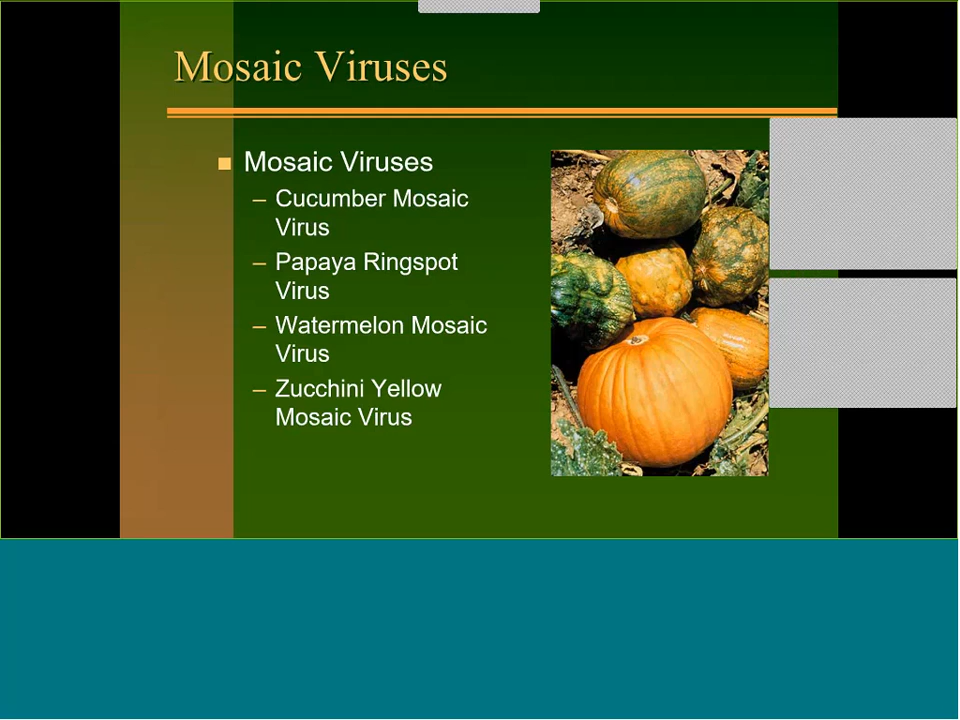 Mosaic Viruses
Mosaic Viruses
– Cucumber Mosaic
Virus
– Papaya Ringspot
Virus
– Watermelon Mosaic
Virus
– Zucchini Yellow
Mosaic Virus